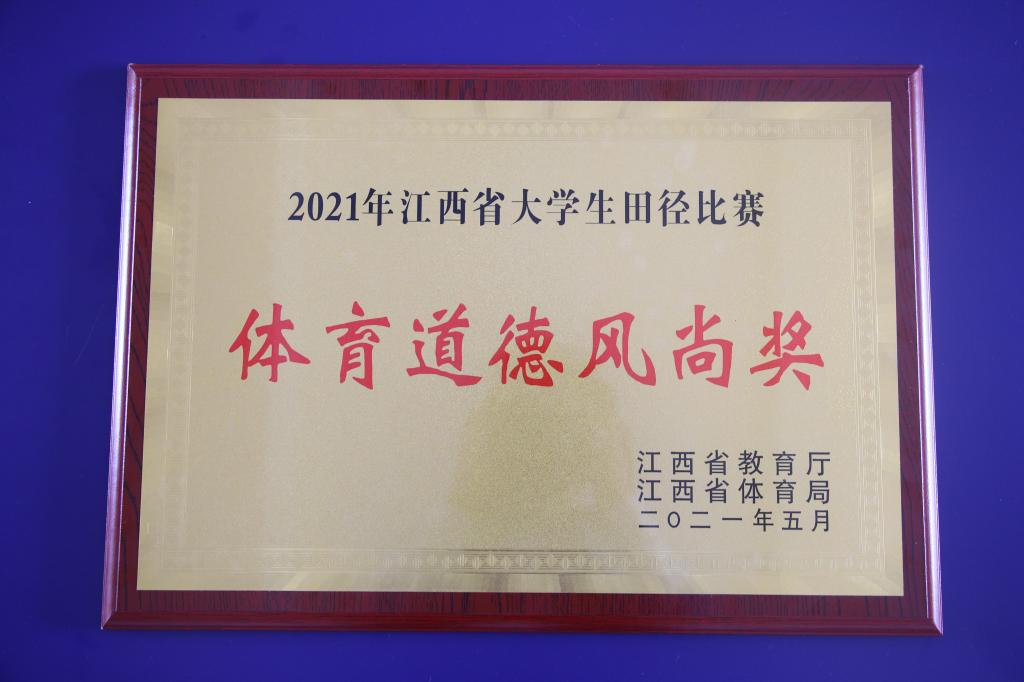 2021年江西省大学生田径比赛
体育道德风尚奖
江西省教育厅
江西省体育局
二〇二一年五月